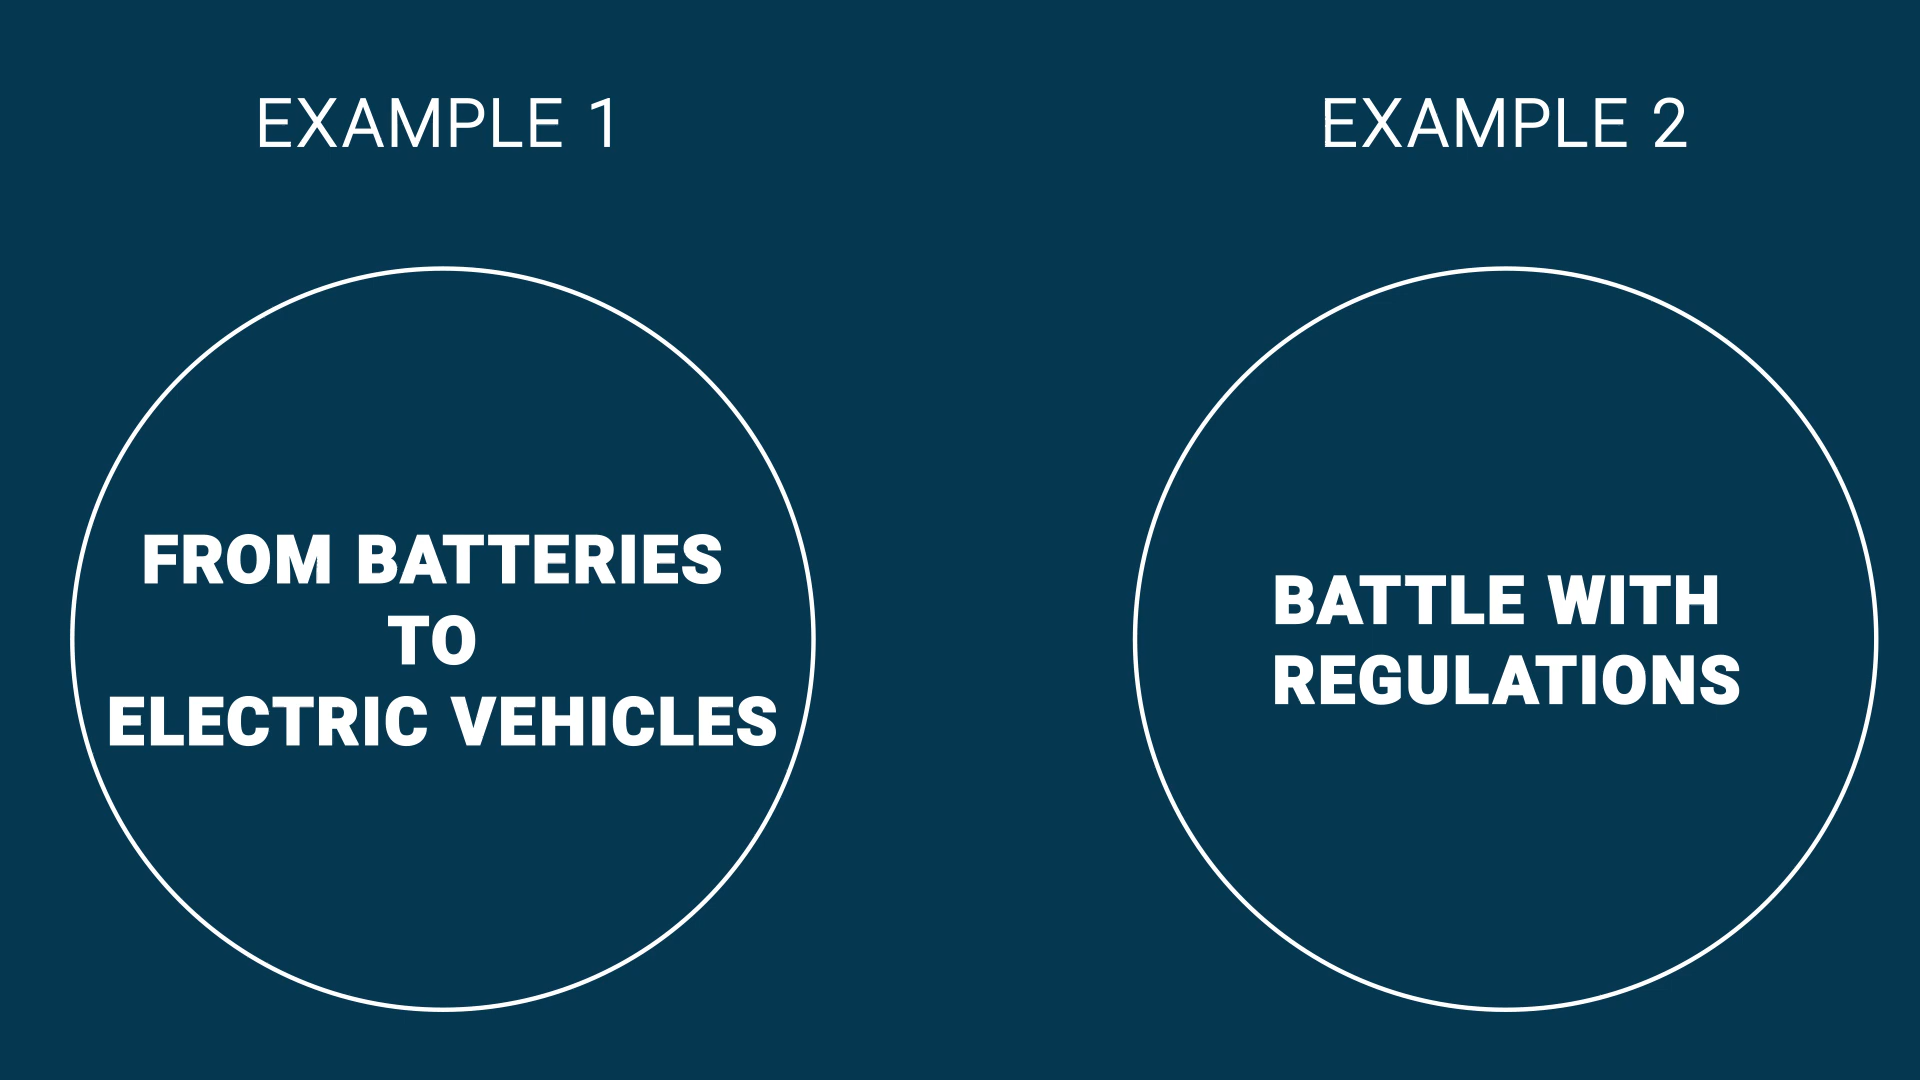 EXAMPLE 1
FROM BATTERIES
TO
ELECTRIC VEHICLES
EXAMPLE 2
BATTLE WITH
REGULATIONS